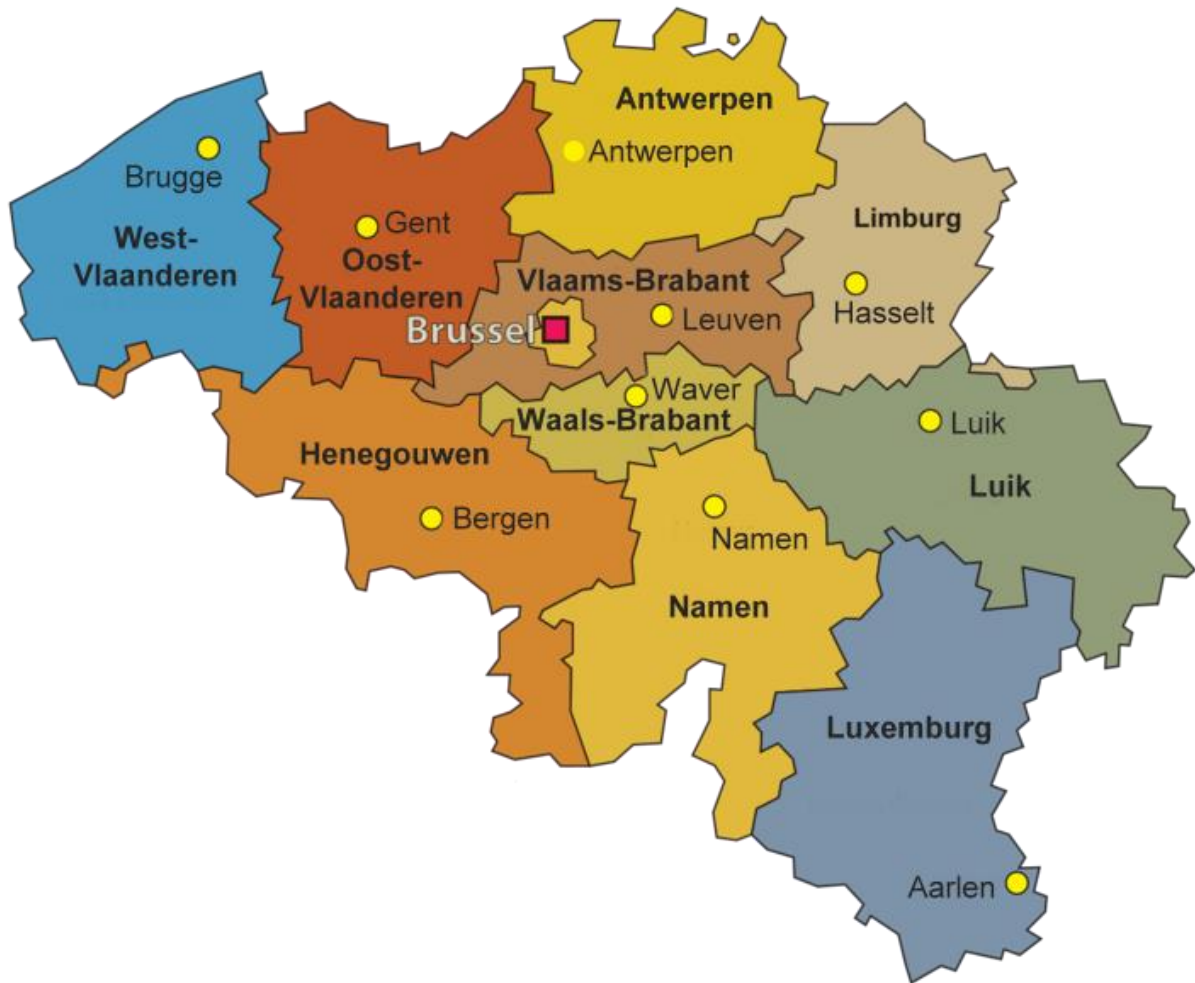 Antwerpen
Antwerpen
Brugge
West-
Vlaanderen
Gent
Oost-
Vlaanderen
Limburg
Hasselt
Vlaams-Brabant
Brussel
Leuven
Waver
Waals-Brabant
Henegouwen
Bergen
Luik
Luik
Namen
Namen
Luxemburg
Aarlen